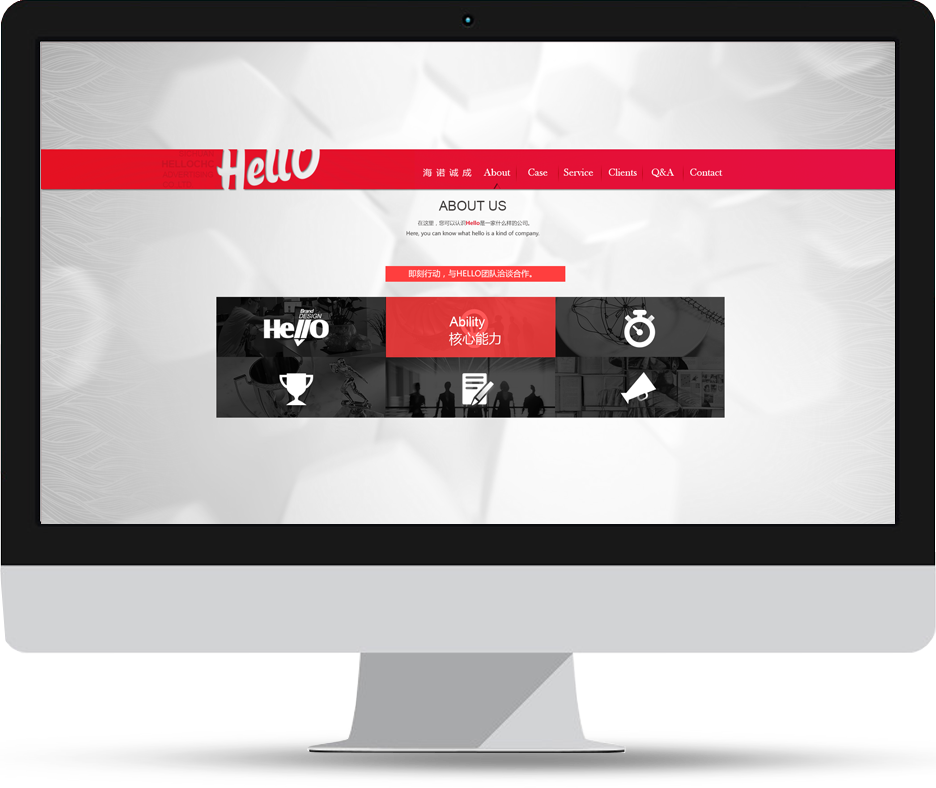 Hello
海诺诚成 About Case Service Clients Q&A Contact
ABOUT US
在这里，您可以认识Hello是一家什么样的公司。
Here, you can know what hello is a kind of company.
即刻行动，与HELLO团队洽谈合作。
Brand
DESIGN
Hello
Ability
核心能力